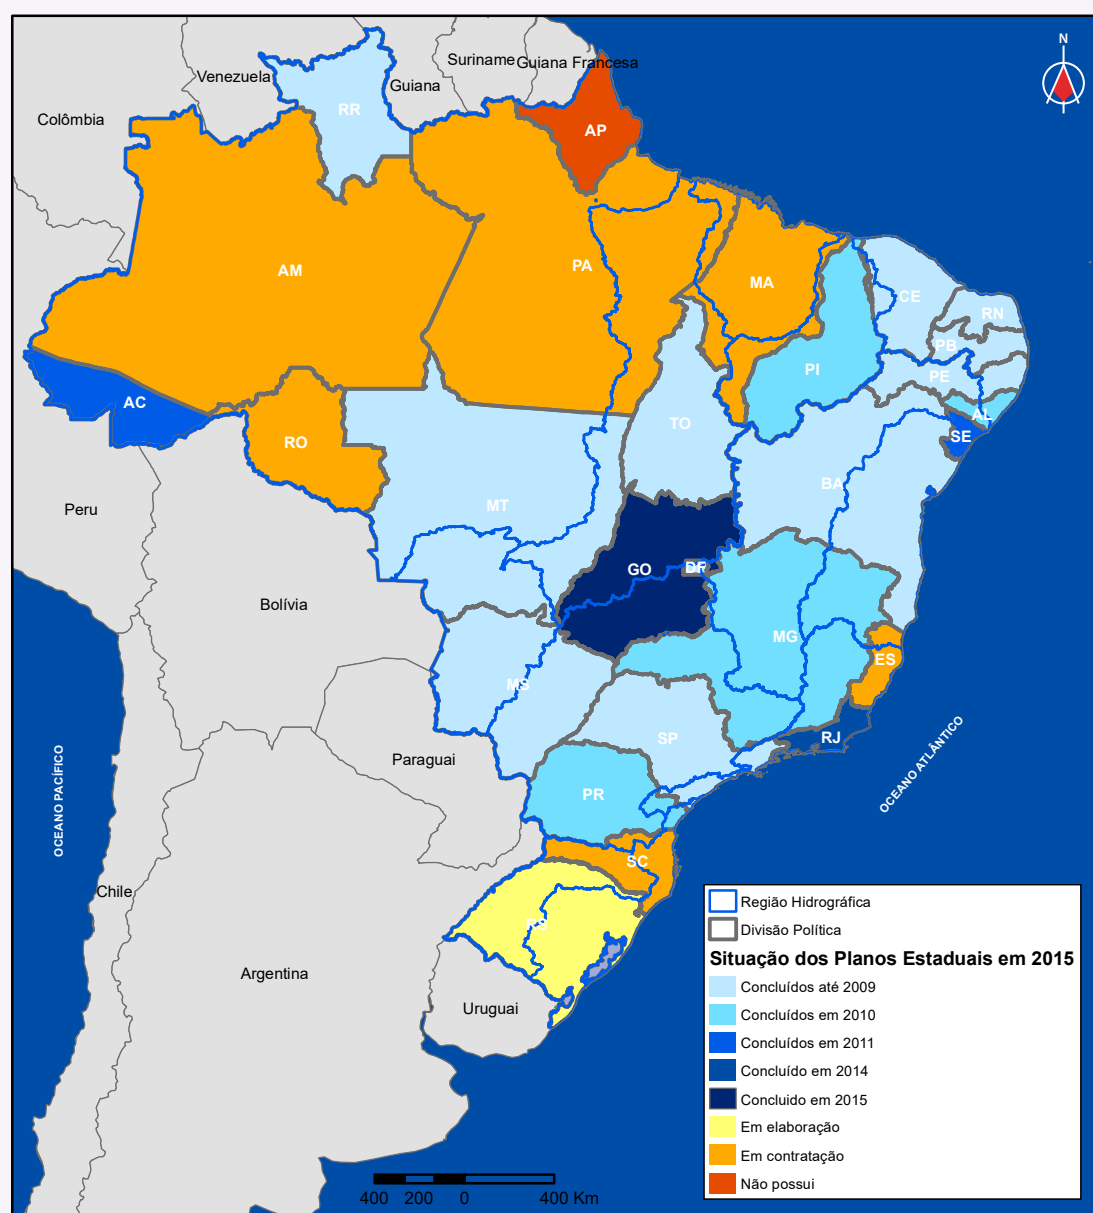 N
Suriname
Guiana Francesa
Venezuela
Guiana
Colômbia
RR
AP
AM
PA
MA
CE
RN
PB
PE
PI
AL
AC
TO
SE
RO
BA
MT
Peru
GO
DF
Bolívia
MG
ES
MS
SP
RJ
OCEANO PACÍFICO
OCEANO ATLÂNTICO
Paraguai
PR
SC
Chile
RS
Argentina
Uruguai
Região Hidrográfica
Divisão Política
Situação dos Planos Estaduais em 2015
Concluídos até 2009
Concluídos em 2010
Concluídos em 2011
Concluído em 2014
Concluido em 2015
Em elaboração
Em contratação
Não possui
400 200 0 400 Km